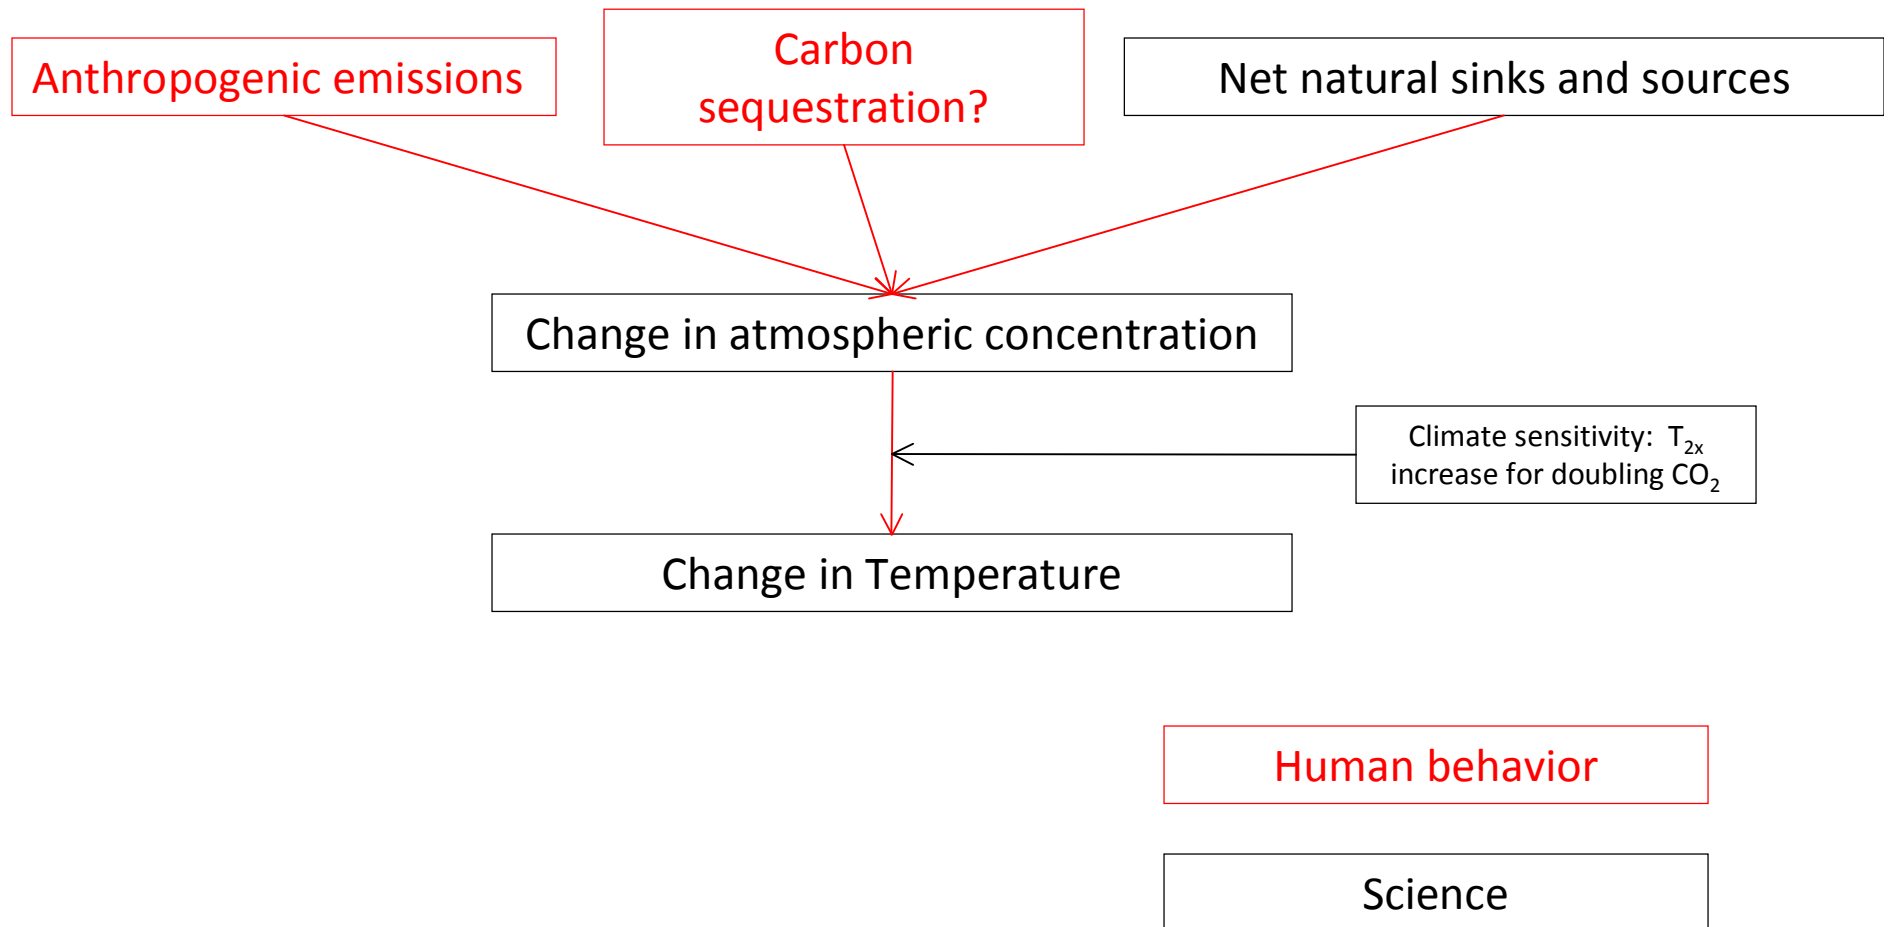 Anthropogenic emissions
Carbon
sequestration?
Net natural sinks and sources
Change in atmospheric concentration
Climate sensitivity: T₂ₓ
increase for doubling CO₂
Change in Temperature
Human behavior
Science